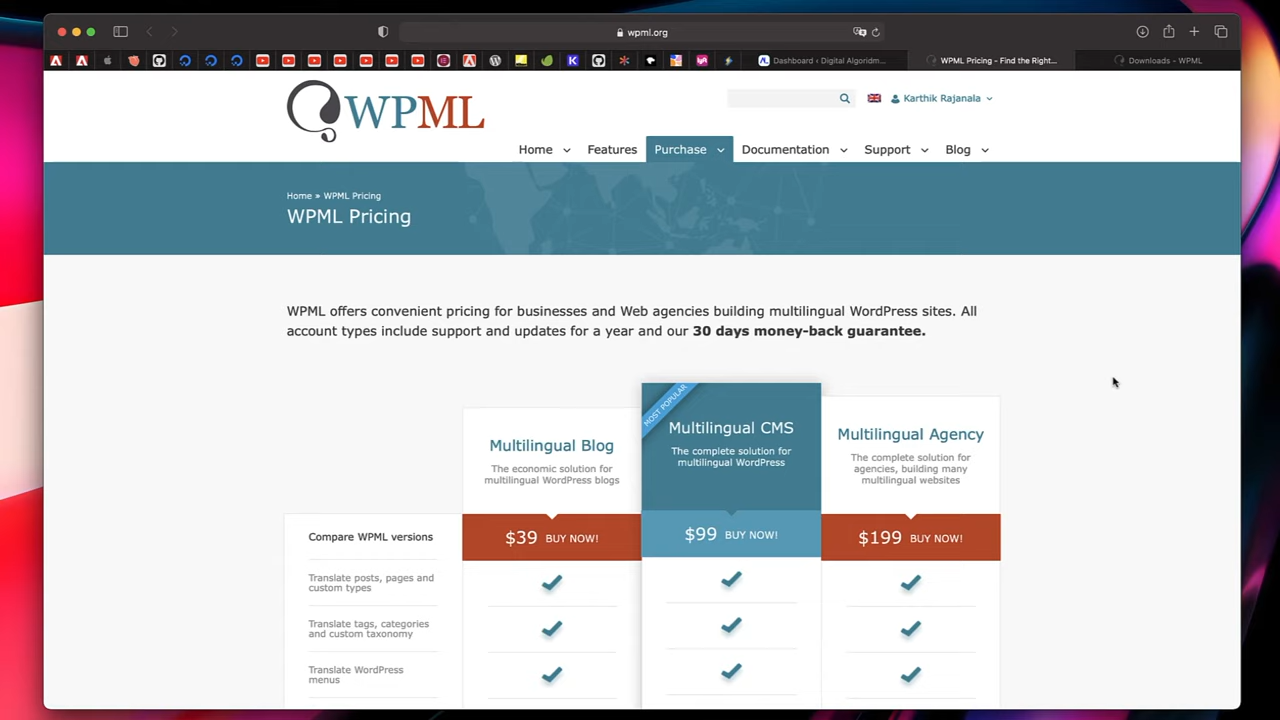 wpml.org
Dashboard ‹ Digital Algorithm...
WPML Pricing - Find the Right...
Downloads - WPML
WPML
Karthik Rajanala
Home
Features
Purchase
Documentation
Support
Blog
Home » WPML Pricing
WPML Pricing
WPML offers convenient pricing for businesses and Web agencies building multilingual WordPress sites. All
account types include support and updates for a year and our 30 days money-back guarantee.
MOST POPULAR
Multilingual Blog
The economic solution for
multilingual WordPress blogs
Multilingual CMS
The complete solution for
multilingual WordPress
Multilingual Agency
The complete solution for
agencies, building many
multilingual websites
Compare WPML versions
$39 BUY NOW!
$99 BUY NOW!
$199 BUY NOW!
Translate posts, pages and
custom types
Translate tags, categories
and custom taxonomy
Translate WordPress
menus